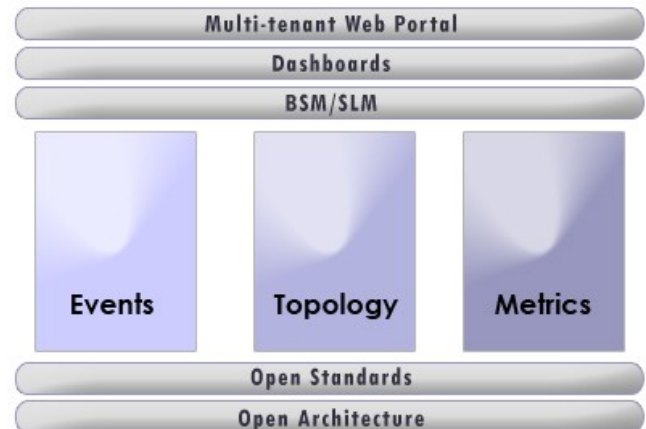 Multi-tenant Web Portal
Dashboards
BSM/SLM
Events Topology Metrics
Open Standards
Open Architecture